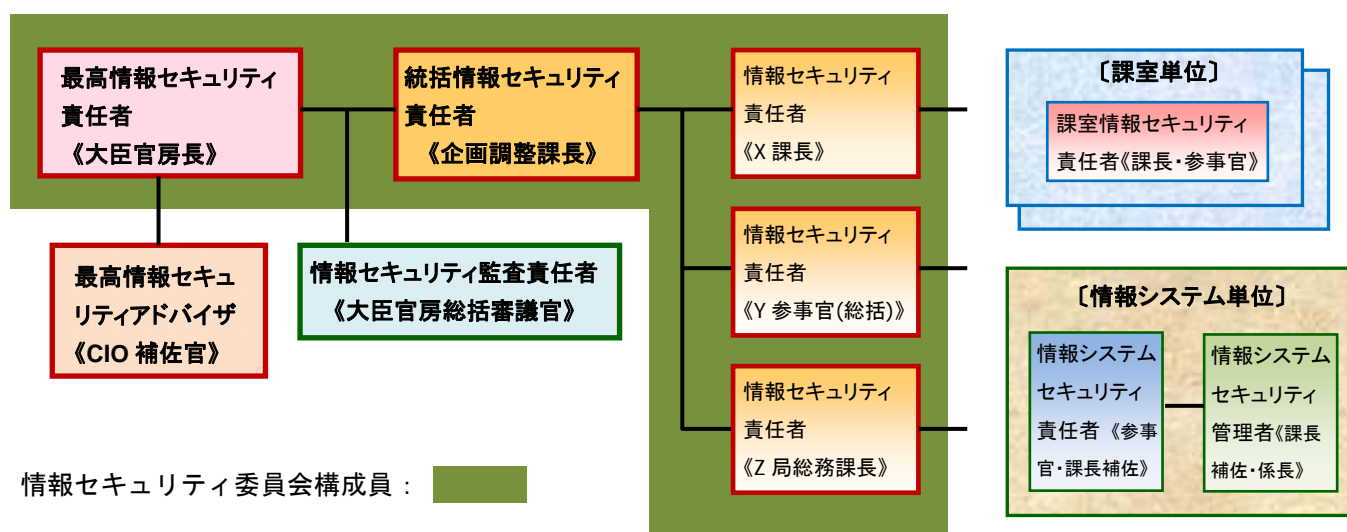 最高情報セキュリティ
責任者
《大臣官房長》
統括情報セキュリティ
責任者
《企画調整課長》
情報セキュリティ
責任者
《X 課長》
〔課室単位〕
課室情報セキュリティ
責任者《課長・参事官》
最高情報セキュ
リティアドバイザ
《CIO 補佐官》
情報セキュリティ監査責任者
《大臣官房総括審議官》
情報セキュリティ
責任者
《Y 参事官(総括)》
〔情報システム単位〕
情報システム
セキュリティ
責任者 《参事
官・課長補佐》
情報システム
セキュリティ
管理者《課長
補佐・係長》
情報セキュリティ
責任者
《Z 局総務課長》
情報セキュリティ委員会構成員：